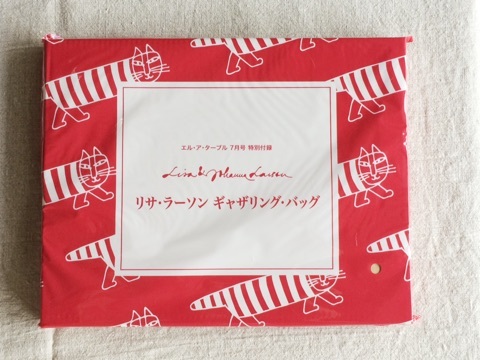 エル・ア・ターブル 7月号 特別付録
Lisa & Johanna Larson
リサ・ラーソン ギャザリング・バッグ